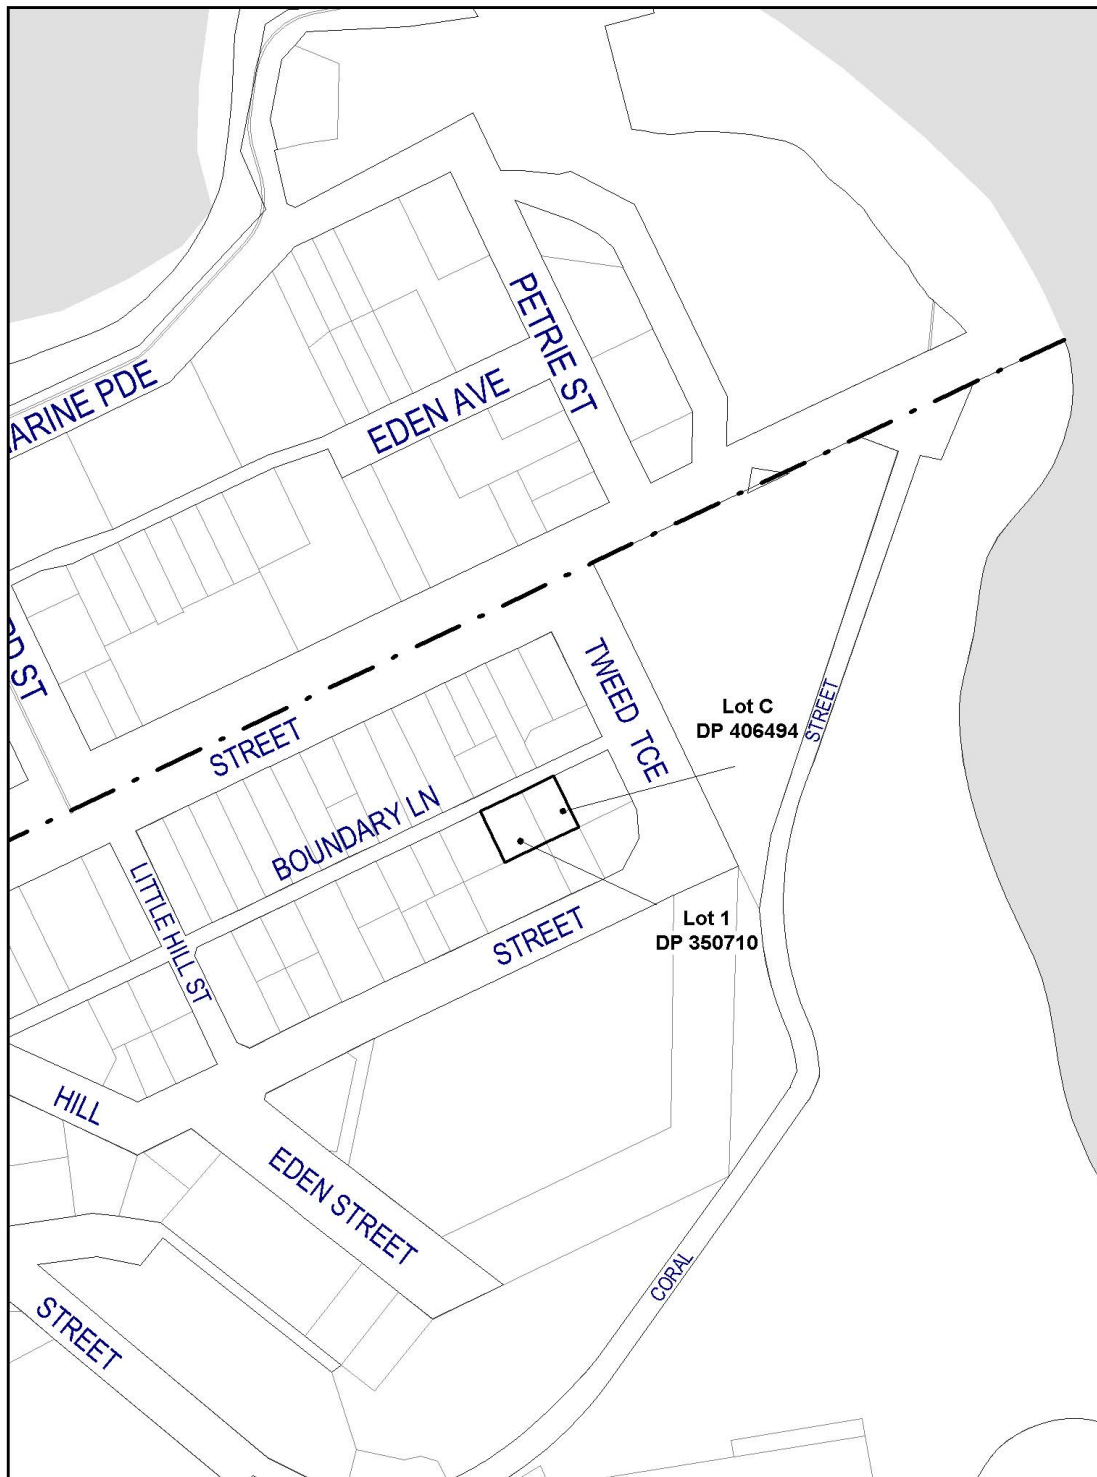 PETRIE ST
ARINE PDE
EDEN AVE
RD ST
TWEED TCE
Lot C
DP 406494
STREET
STREET
BOUNDARY LN
LITTLE HILL ST
STREET
Lot 1
DP 350710
HILL
EDEN STREET
CORAL
STREET